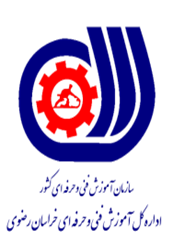 سازمان آموزش فنی و حرفه ای کشور
اداره کل آموزش فنی و حرفه ای خراسان رضوی